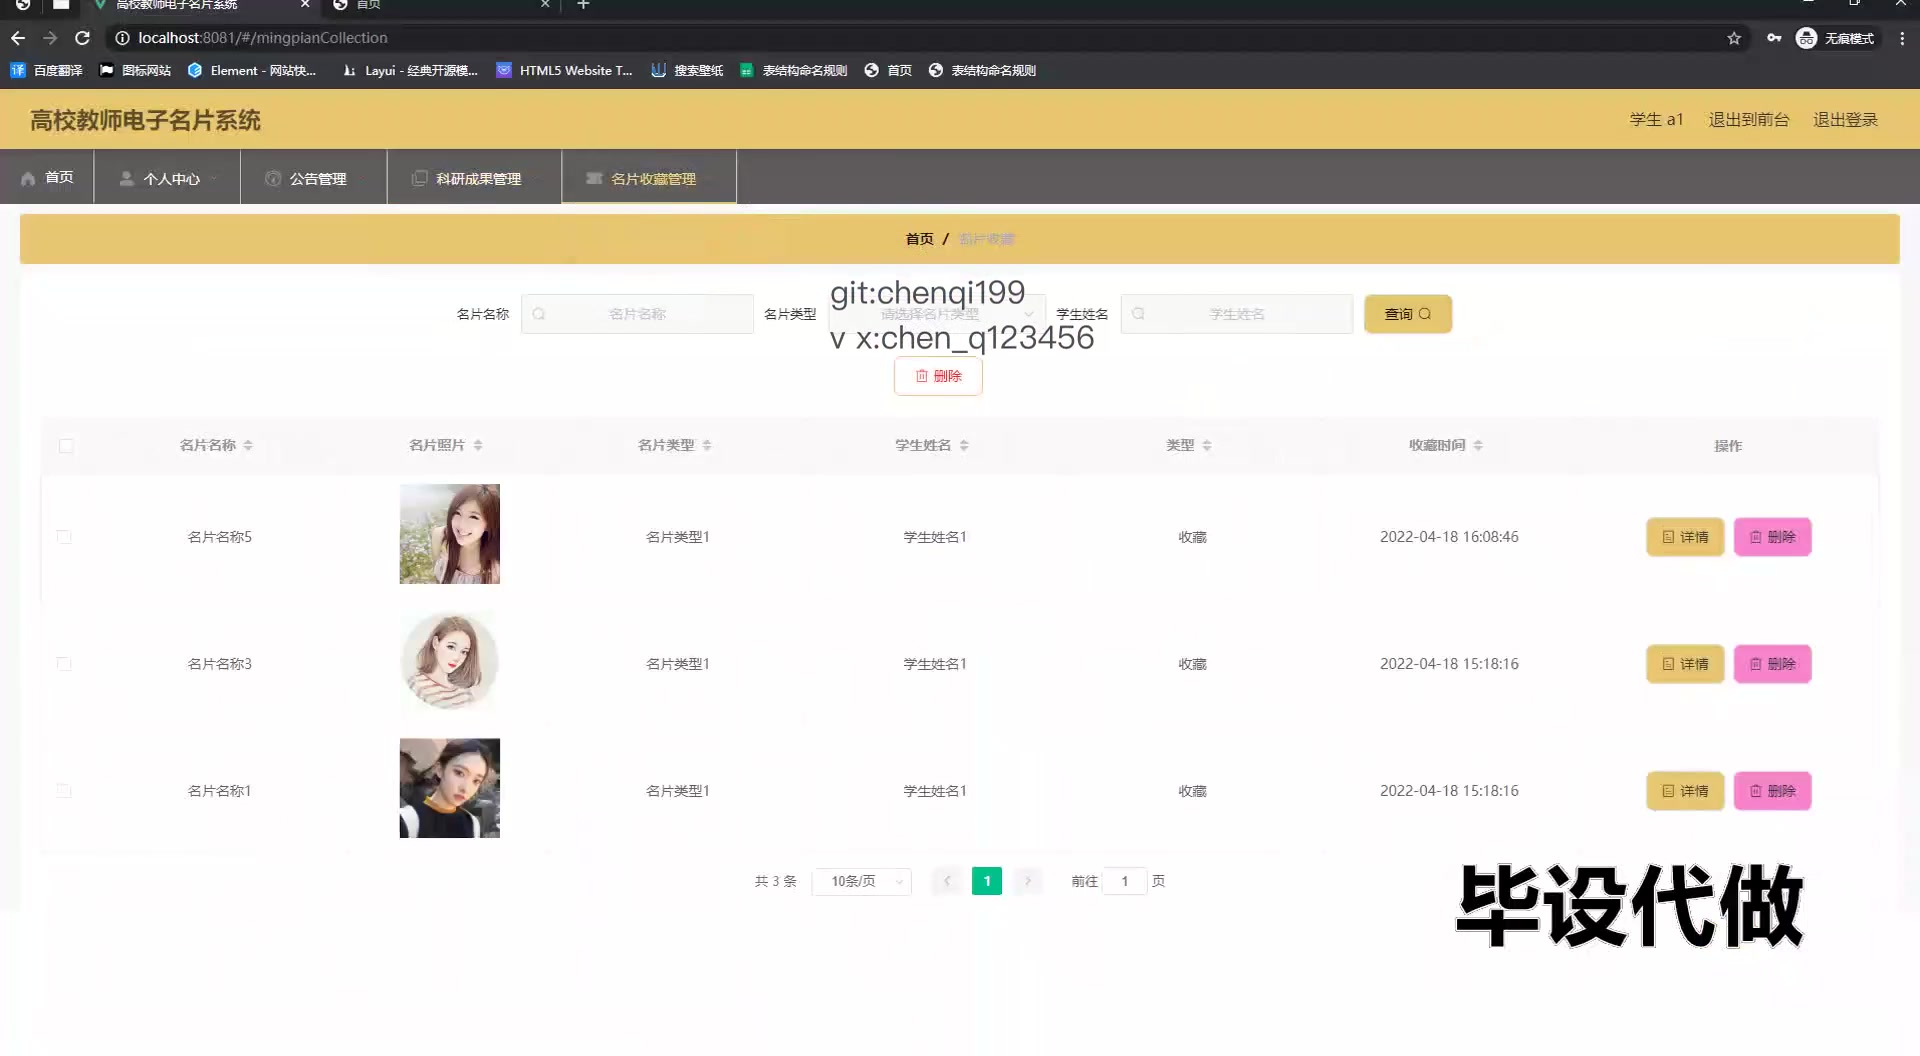 高校教师电子名片系统
首页
localhost:8081/#/mingpianCollection
无痕模式
百度翻译
图标网站
Element - 网站快...
Layui - 经典开源模...
HTML5 Website T...
搜索壁纸
表结构命名规则
首页
表结构命名规则
高校教师电子名片系统
学生 a1
退出到前台
退出登录
首页
个人中心
公告管理
科研成果管理
名片收藏管理
首页 / 名片收藏
git:chenqi199
名片名称
名片名称
名片类型
请选择名片类型
学生姓名
学生姓名
查询
v x:chen_q123456
删除
名片名称 名片照片 名片类型 学生姓名 类型 收藏时间 操作
名片名称5 名片类型1 学生姓名1 收藏 2022-04-18 16:08:46 详情 删除
名片名称3 名片类型1 学生姓名1 收藏 2022-04-18 15:18:16 详情 删除
名片名称1 名片类型1 学生姓名1 收藏 2022-04-18 15:18:16 详情 删除
共 3 条 10条/页 1 前往 1 页
毕设代做